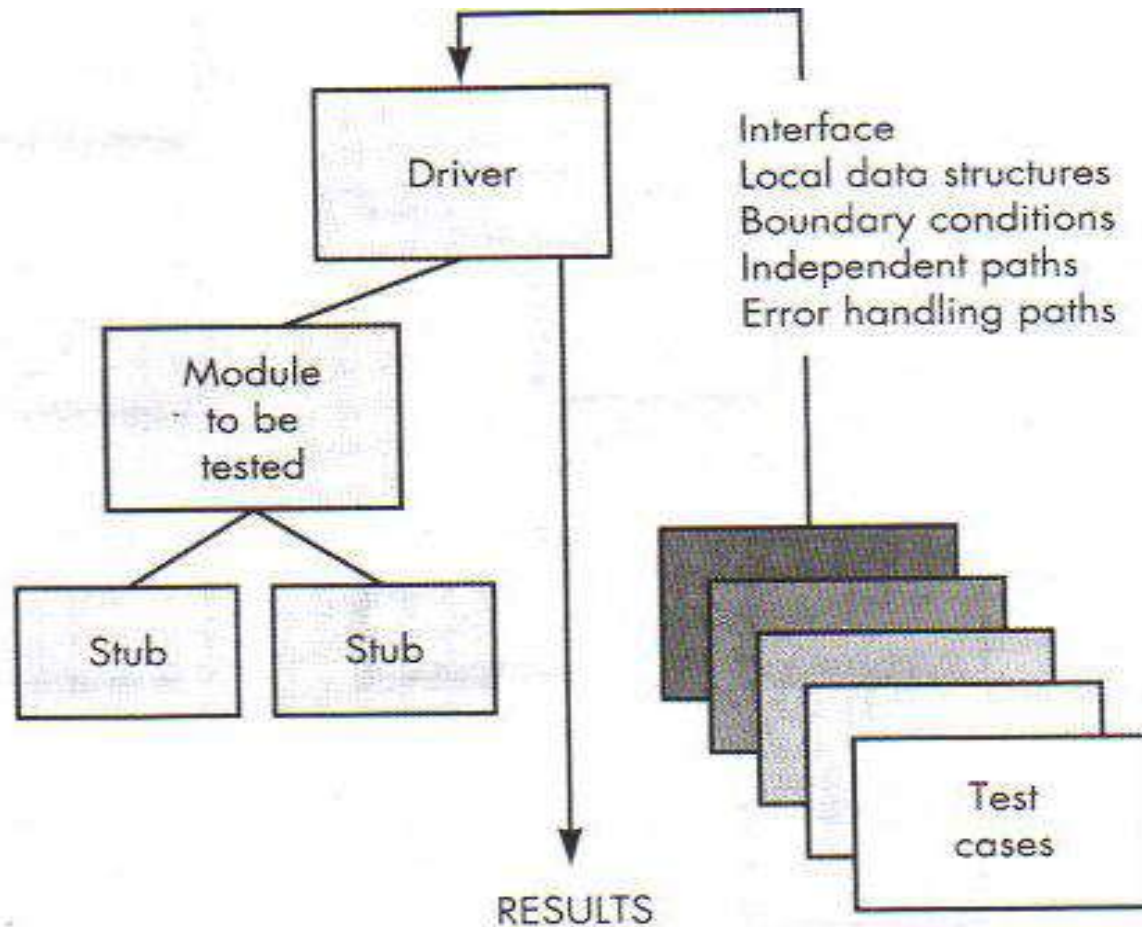 Driver
Interface
Local data structures
Boundary conditions
Independent paths
Error handling paths
Module
to be
tested
Stub
Stub
Test
cases
RESULTS